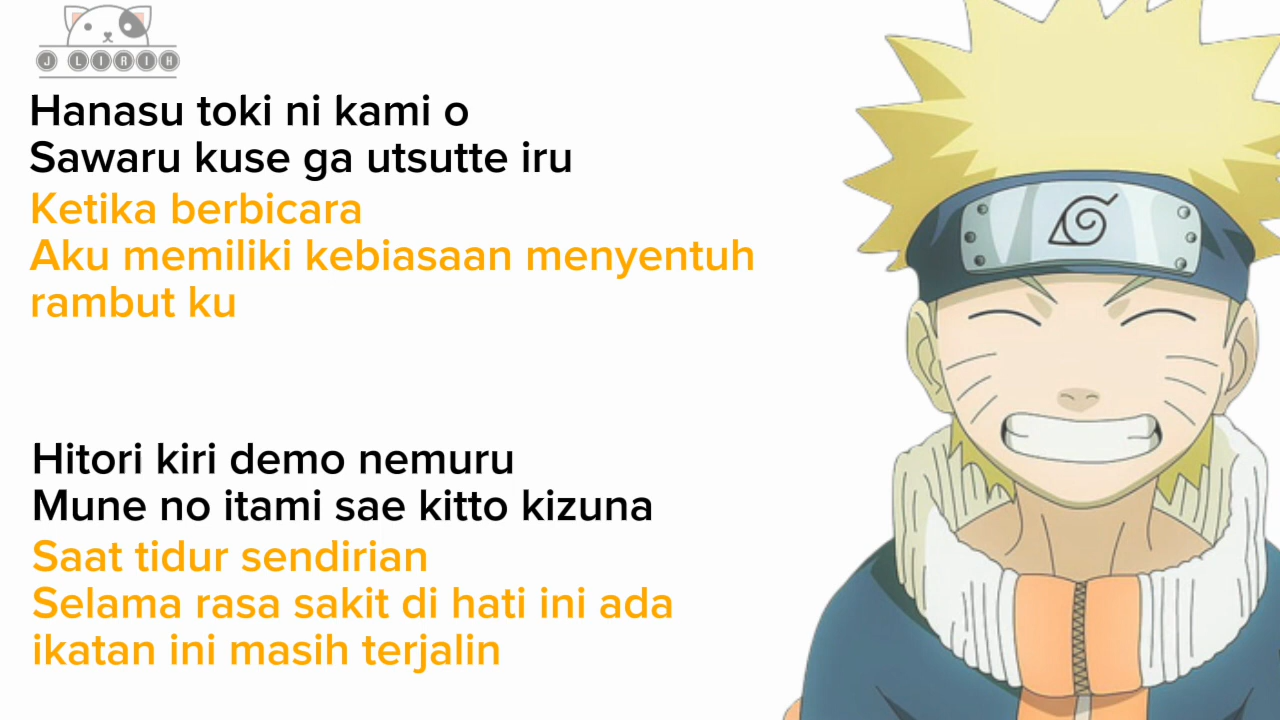 J LIRIH
Hanasu toki ni kami o
Sawaru kuse ga utsutte iru
Ketika berbicara
Aku memiliki kebiasaan menyentuh
rambut ku
Hitori kiri demo nemuru
Mune no itami sae kitto kizuna
Saat tidur sendirian
Selama rasa sakit di hati ini ada
ikatan ini masih terjalin